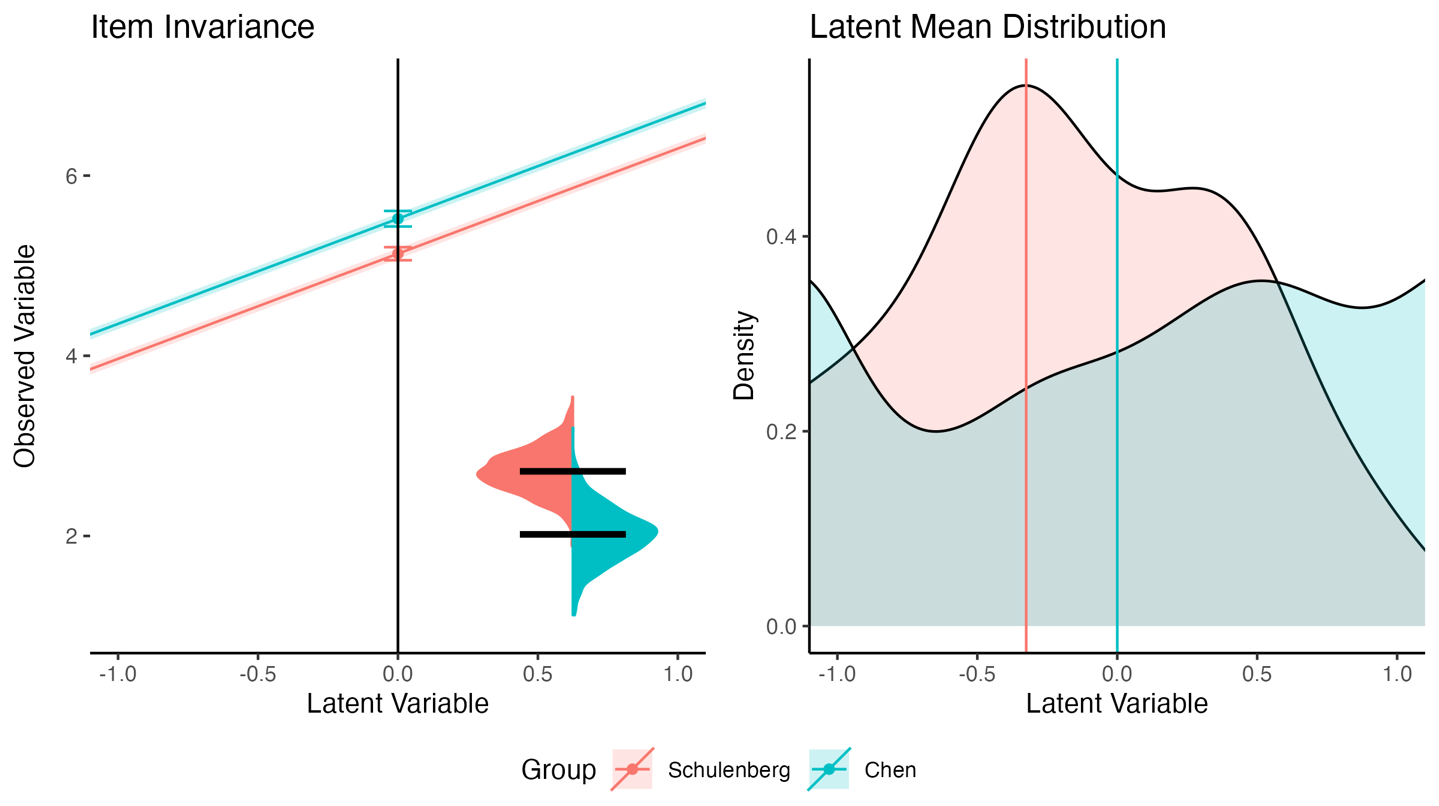 Item Invariance
Observed Variable
6
4
2
-1.0 -0.5 0.0 0.5 1.0
Latent Variable
Latent Mean Distribution
Density
0.4
0.2
0.0
-1.0 -0.5 0.0 0.5 1.0
Latent Variable
Group Schulenberg Chen